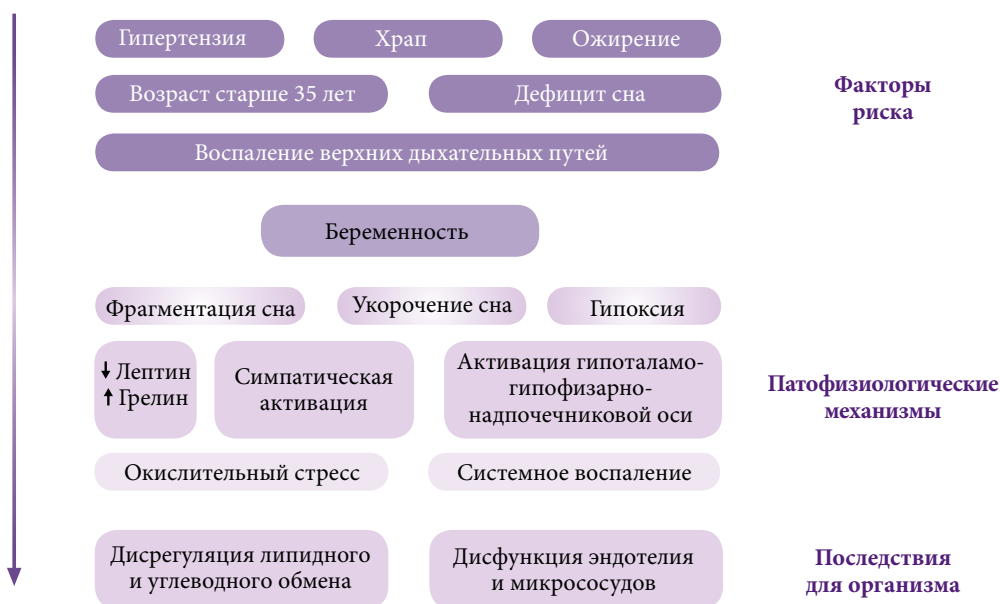 Гипертензия
Храп
Ожирение
Возраст старше 35 лет
Дефицит сна
Воспаление верхних дыхательных путей
Факторы
риска
Беременность
Фрагментация сна
Укорочение сна
Гипоксия
↓ Лептин
↑ Грелин
Симпатическая
активация
Активация гипоталамо-
гипофизарно-
надпочечниковой оси
Окислительный стресс
Системное воспаление
Патофизиологические
механизмы
Дисрегуляция липидного
и углеводного обмена
Дисфункция эндотелия
и микрососудов
Последствия
для организма